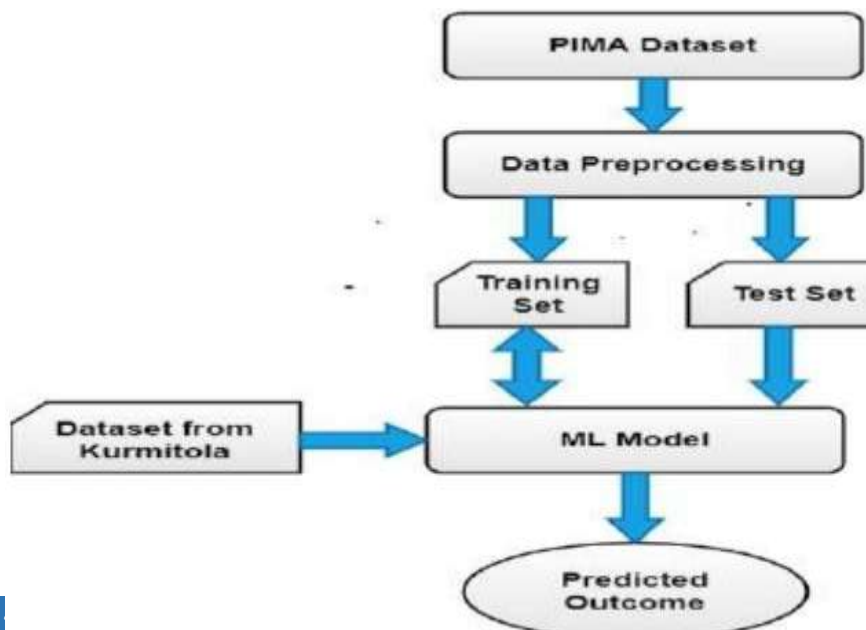 PIMA Dataset
Data Preprocessing
Training
Set
Test Set
Dataset from
Kurmitola
ML Model
Predicted
Outcome